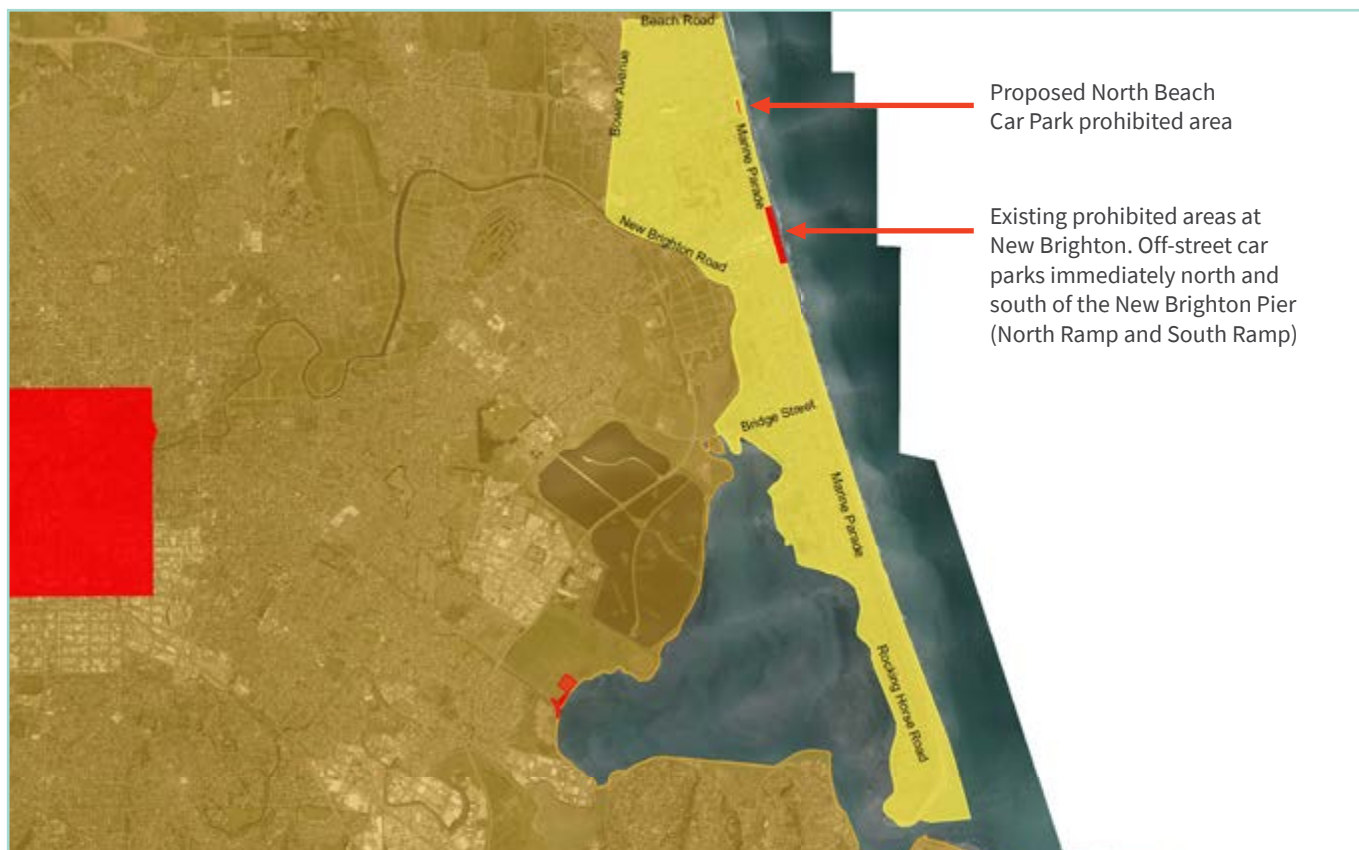 Beach Road
Bower Avenue
Marine Parade
New Brighton Road
Bridge Street
Marine Parade
Rocking Horse Road
Proposed North Beach
Car Park prohibited area
Existing prohibited areas at
New Brighton. Off-street car
parks immediately north and
south of the New Brighton Pier
(North Ramp and South Ramp)